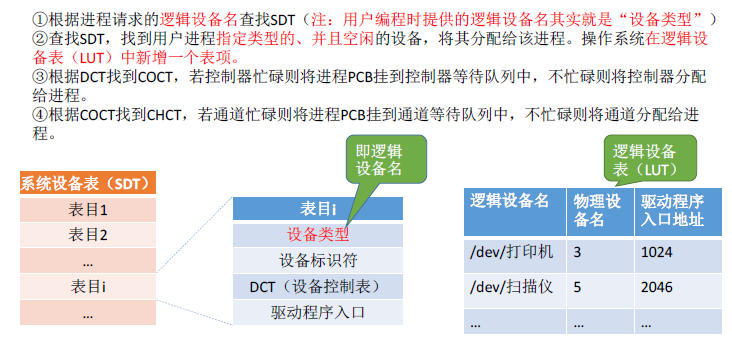 ①根据进程请求的逻辑设备名查找SDT（注：用户编程时提供的逻辑设备名其实就是“设备类型”）
②查找SDT，找到用户进程指定类型的、并且空闲的设备，将其分配给该进程。操作系统在逻辑设
备表（LUT）中新增一个表项。
③根据DCT找到COCT，若控制器忙碌则将进程PCB挂到控制器等待队列中，不忙碌则将控制器分配
给进程。
④根据COCT找到CHCT，若通道忙碌则将进程PCB挂到通道等待队列中，不忙碌则将通道分配给进
程。
即逻辑
设备名
逻辑设备
表（LUT）
系统设备表（SDT）
表目1
表目2
...
表目i
...
表目i
设备类型
设备标识符
DCT（设备控制表）
驱动程序入口
逻辑设备名 物理设备名 驱动程序入口地址
/dev/打印机 3 1024
/dev/扫描仪 5 2046
... ... ...